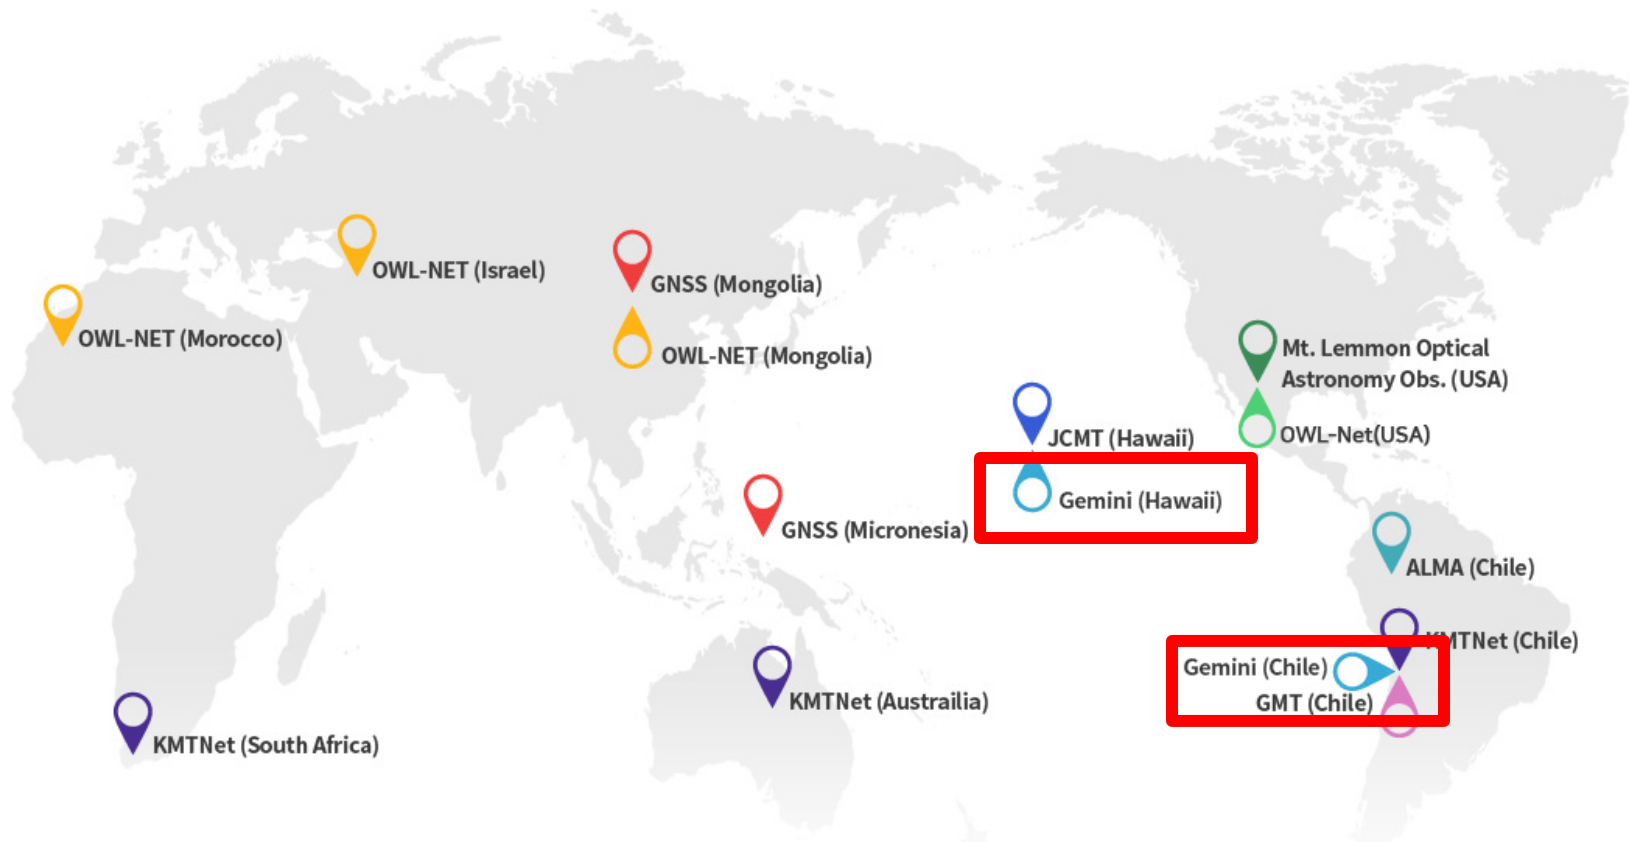 OWL-NET (Israel)
GNSS (Mongolia)
OWL-NET (Morocco)
OWL-NET (Mongolia)
Mt. Lemmon Optical
Astronomy Obs. (USA)
JCMT (Hawaii)
OWL-Net(USA)
Gemini (Hawaii)
GNSS (Micronesia)
ALMA (Chile)
KMTNet (Chile)
Gemini (Chile)
GMT (Chile)
KMTNet (Austrailia)
KMTNet (South Africa)